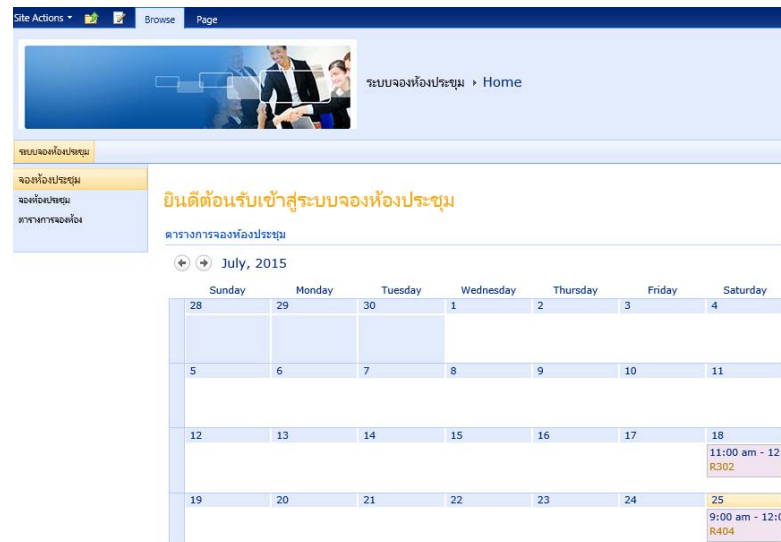 Site Actions Browse Page
ระบบจองห้องประชุม Home
ระบบจองห้องประชุม
จองห้องประชุม
จองห้องประชุม
ตารางการจองห้อง
ยินดีต้อนรับเข้าสู่ระบบจองห้องประชุม
ตารางการจองห้องประชุม
July, 2015
Sunday Monday Tuesday Wednesday Thursday Friday Saturday
28 29 30 1 2 3 4
5 6 7 8 9 10 11
12 13 14 15 16 17 18
11:00 am - 12
R302
19 20 21 22 23 24 25
9:00 am - 12:0
R404